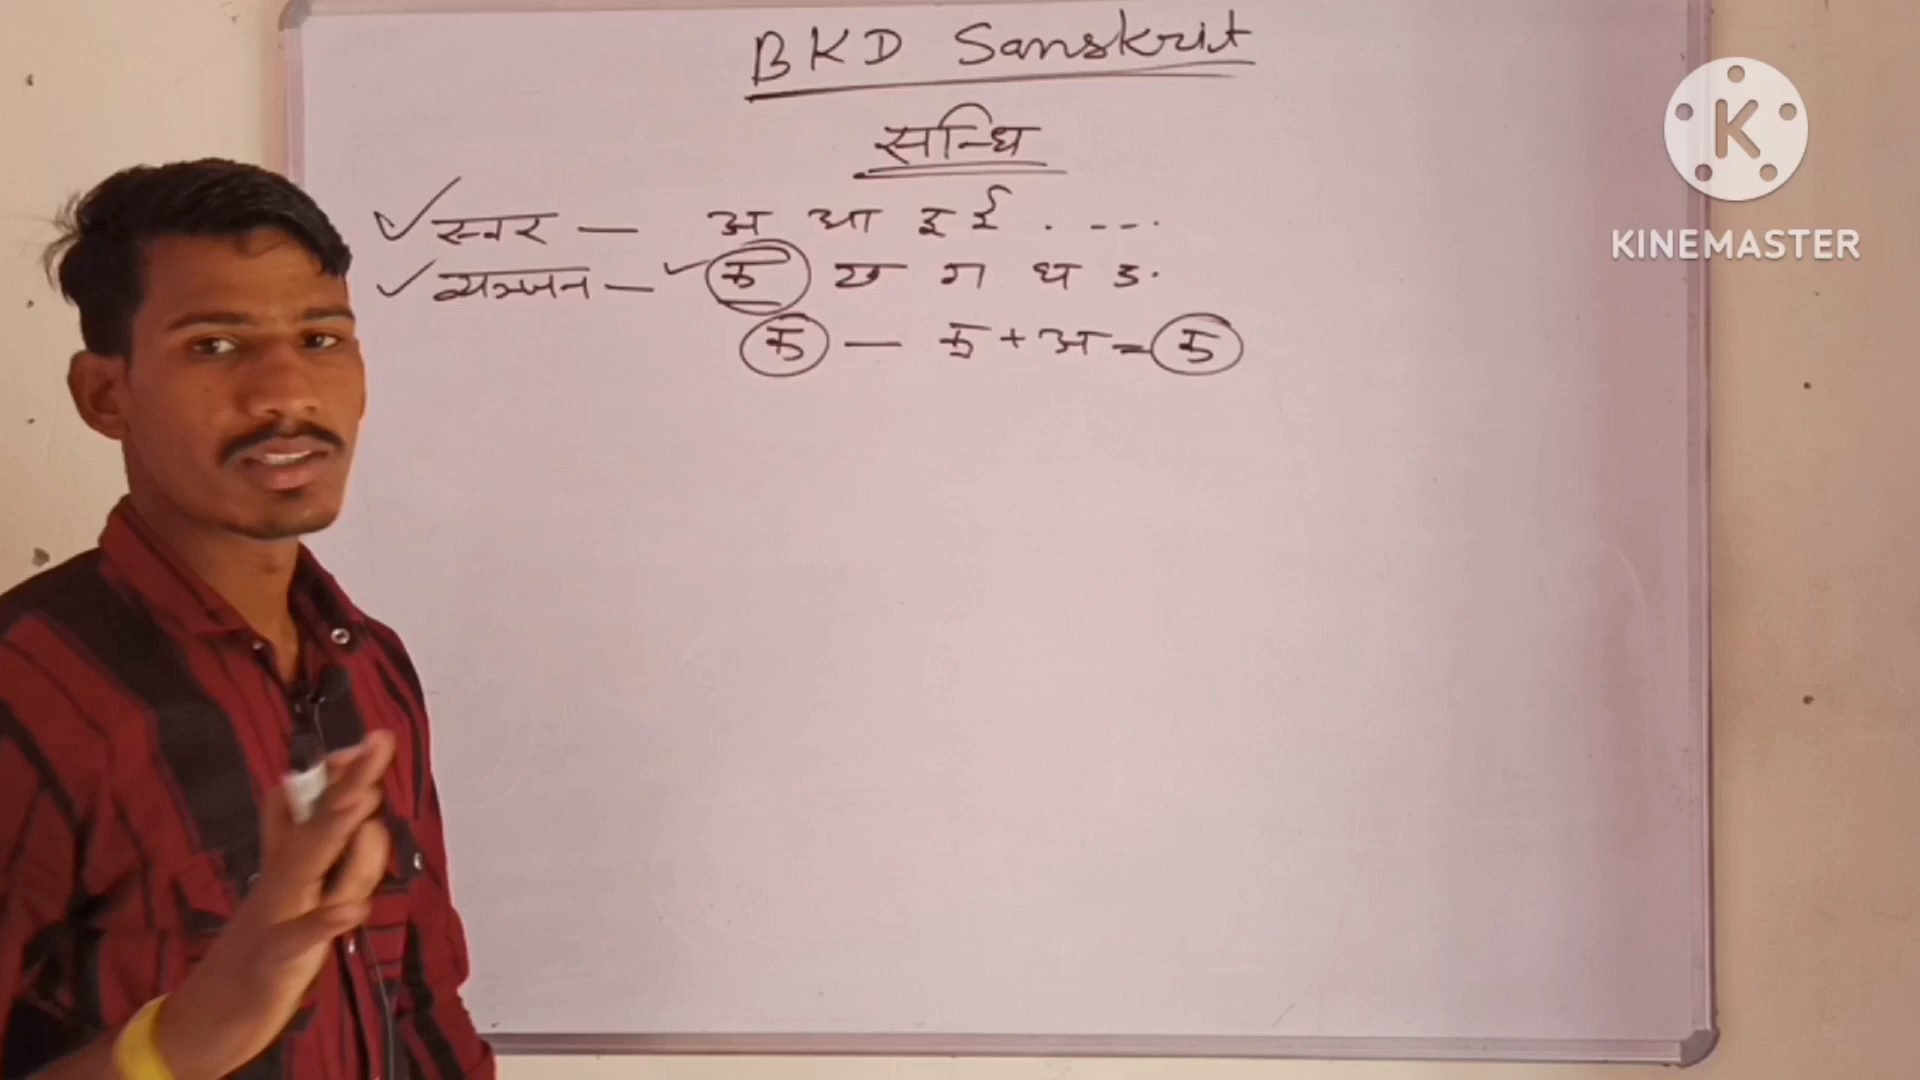 BKD Sanskrit
सन्धि
स्वर — अ आ इ ई . - - - .
व्यञ्जन — क ख ग घ ङ
क — क् + अ = क
K
KINEMASTER